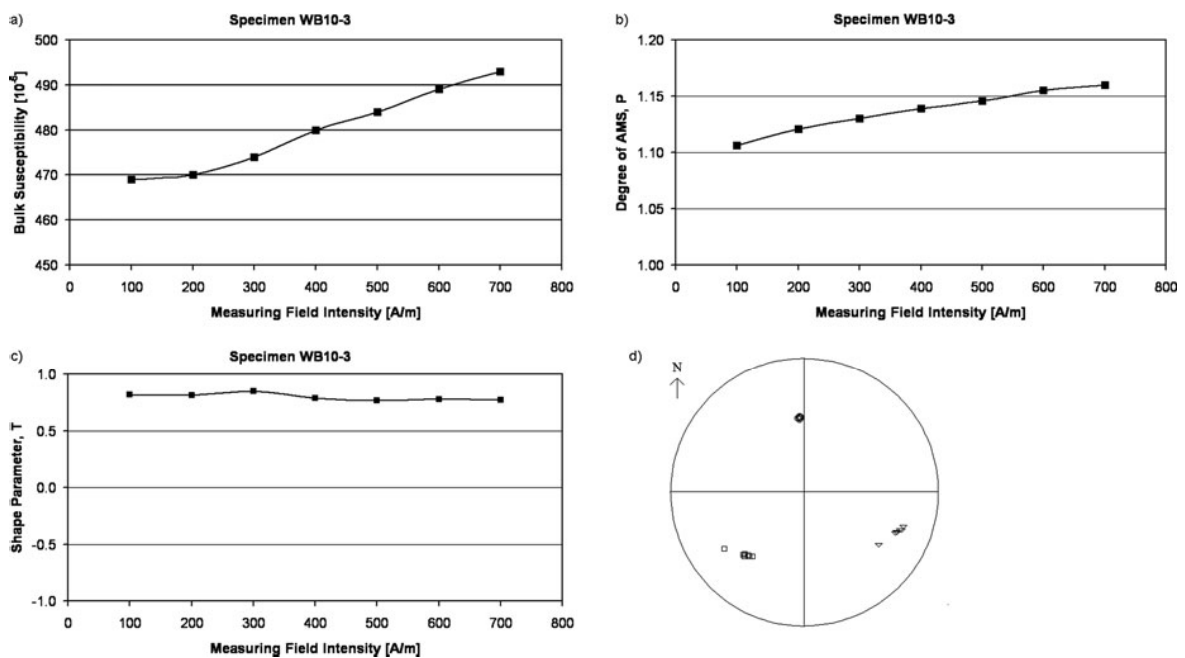 a)
Specimen WB10-3
500
490
480
470
460
450
0 100 200 300 400 500 600 700 800
Bulk Susceptibility [10⁻⁶]
Measuring Field Intensity [A/m]
b)
Specimen WB10-3
1.20
1.15
1.10
1.05
1.00
0 100 200 300 400 500 600 700 800
Degree of AMS, P
Measuring Field Intensity [A/m]
c)
Specimen WB10-3
1.0
0.5
0.0
-0.5
-1.0
0 100 200 300 400 500 600 700 800
Shape Parameter, T
Measuring Field Intensity [A/m]
d)
N